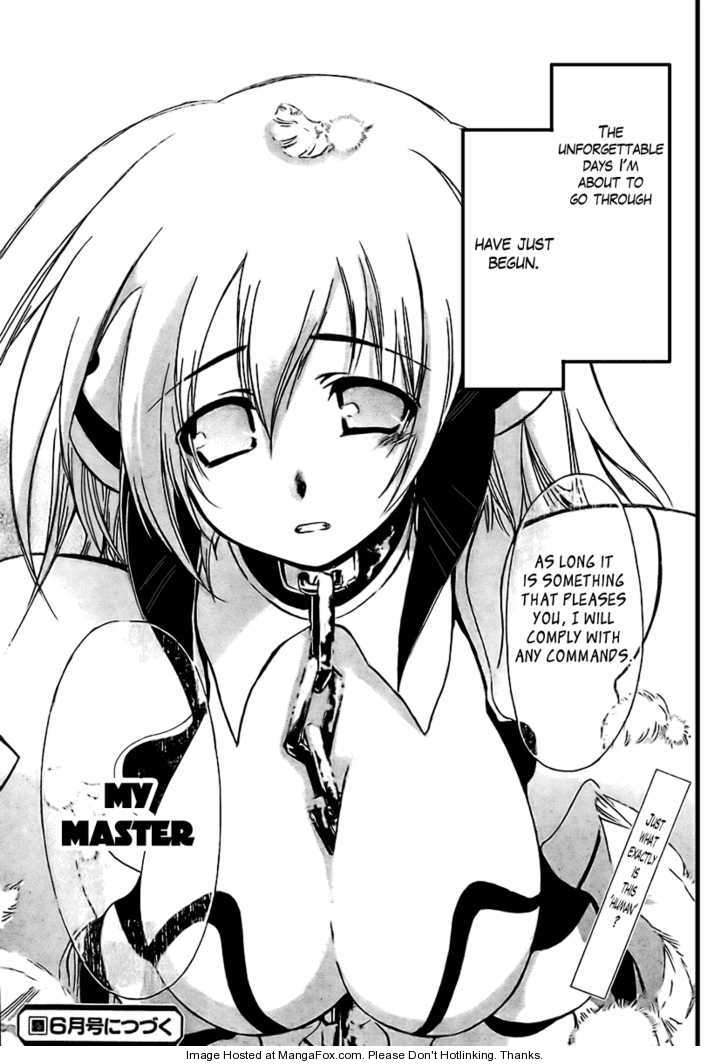 THE
UNFORGETTABLE
DAYS I'M
ABOUT TO
GO THROUGH
HAVE JUST
BEGUN.
AS LONG IT
IS SOMETHING
THAT PLEASES
YOU, I WILL
COMPLY WITH
ANY COMMANDS.
MY
MASTER
JUST
WHAT
EXACTLY
IS
THIS
'HUMAN'
?
6月号につづく
Image Hosted at MangaFox.com. Please Don't Hotlinking. Thanks.